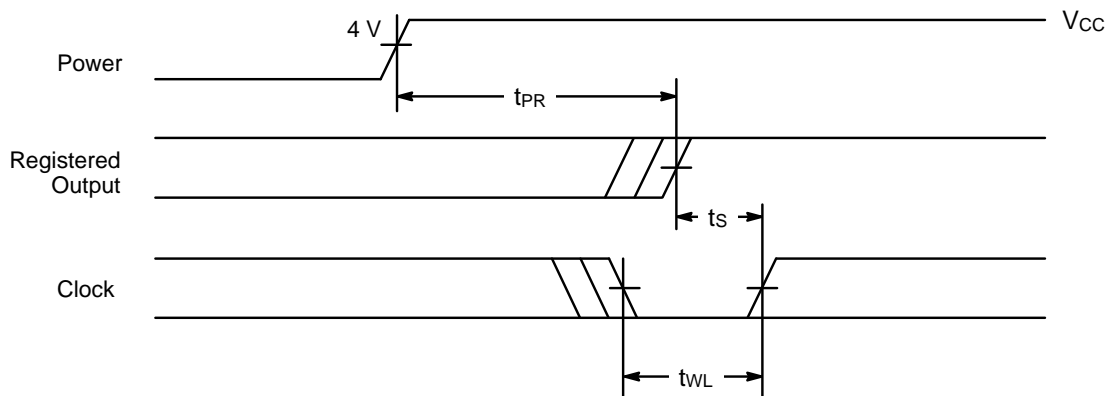 4 V
VCC
Power
tPR
Registered
Output
tS
Clock
tWL